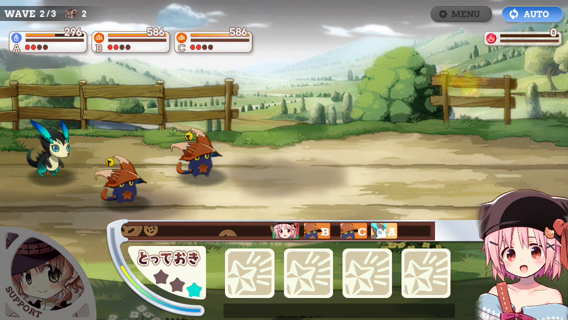 WAVE 2/3 2
MENU
AUTO
296
A
586
B
586
C
0
B
C
A
とっておき
SUPPORT